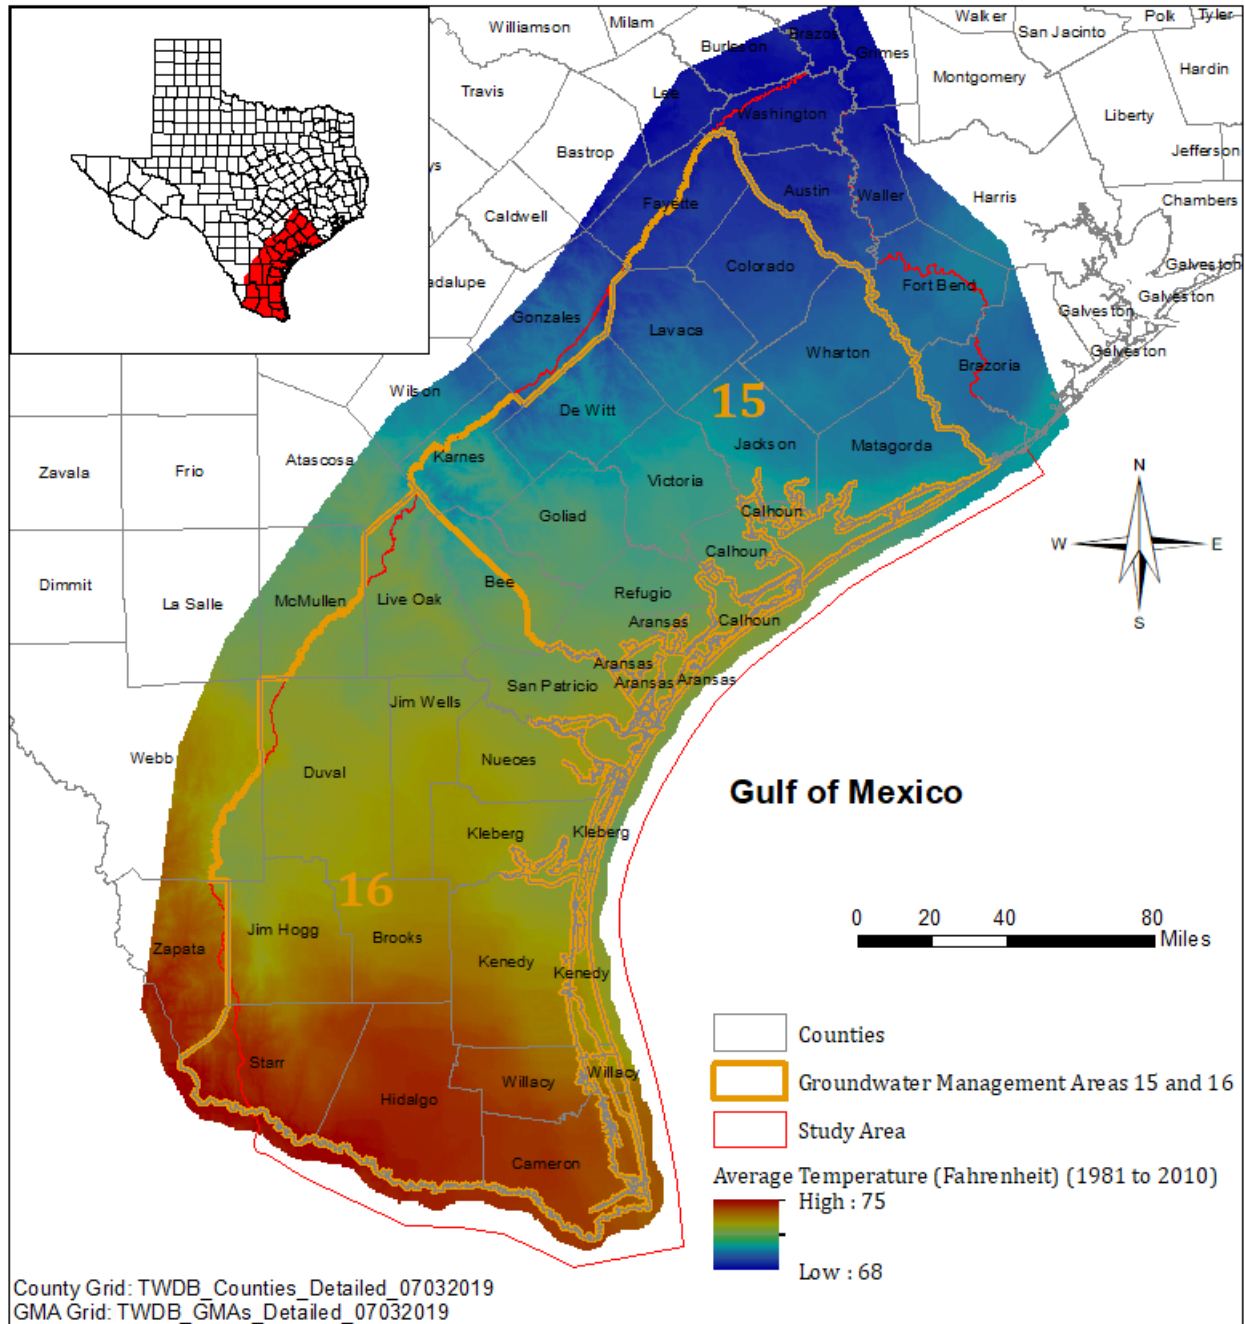 Williamson
Milam
Walker
Polk
Tyler
San Jacinto
Burleson
Brazos
Grimes
Hardin
Montgomery
Travis
Lee
Washington
Liberty
Bastrop
Jefferson
ys
Austin
Waller
Harris
Chambers
Caldwell
Fayette
Colorado
Galveston
adalupe
Fort Bend
Galveston
Galveston
Gonzales
Lavaca
Wharton
Galveston
Brazoria
Wilson
De Witt
15
Jackson
Matagorda
Karnes
Atascosa
Zavala
Frio
Victoria
N
Goliad
Calhoun
W
E
Calhoun
Bee
Dimmit
La Salle
McMullen
Live Oak
Refugio
Aransas
Calhoun
S
Aransas
San Patricio
Aransas
Aransas
Jim Wells
Webb
Duval
Nueces
Gulf of Mexico
Kleberg
Kleberg
16
Jim Hogg
Brooks
0 20 40 80
Miles
Zapata
Kenedy
Kenedy
Counties
Starr
Willacy
Willacy
Groundwater Management Areas 15 and 16
Hidalgo
Study Area
Cameron
Average Temperature (Fahrenheit) (1981 to 2010)
High : 75
Low : 68
County Grid: TWDB_Counties_Detailed_07032019
GMA Grid: TWDB_GMAs_Detailed_07032019